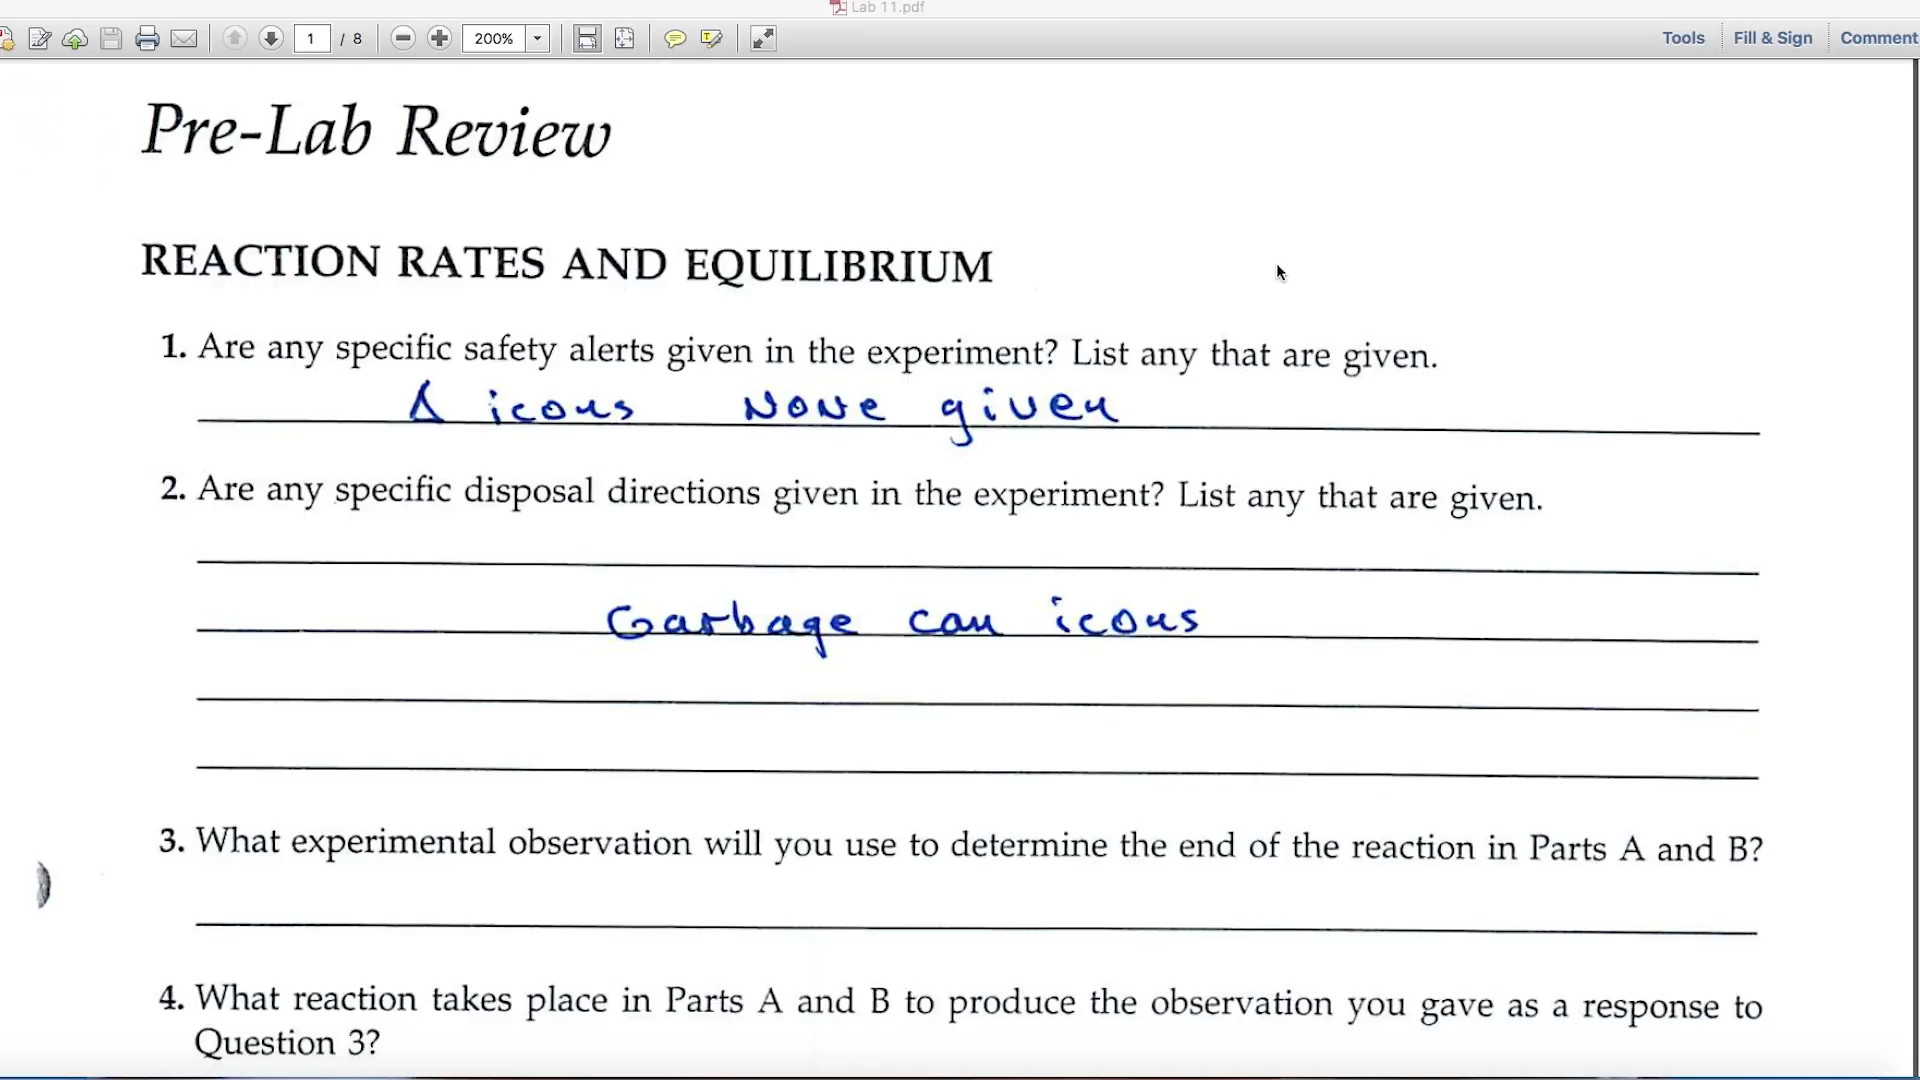 Lab 11.pdf
1 / 8 200% Tools Fill & Sign Comment
Pre-Lab Review
REACTION RATES AND EQUILIBRIUM
1. Are any specific safety alerts given in the experiment? List any that are given.
Δ icons None given
2. Are any specific disposal directions given in the experiment? List any that are given.
Garbage can icons
3. What experimental observation will you use to determine the end of the reaction in Parts A and B?
4. What reaction takes place in Parts A and B to produce the observation you gave as a response to
Question 3?